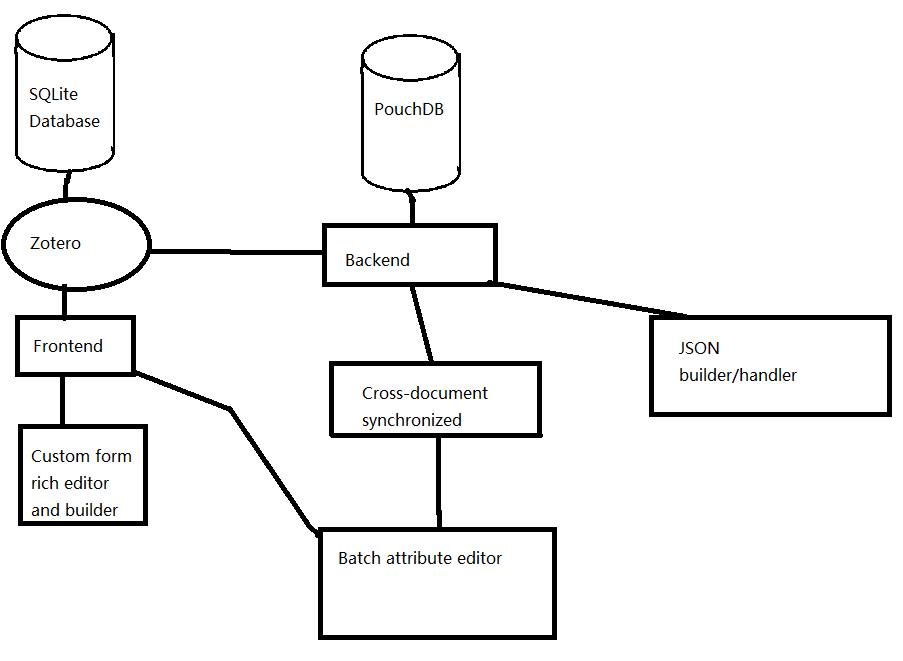 SQLite
Database
PouchDB
Zotero
Backend
Frontend
JSON
builder/handler
Cross-document
synchronized
Custom form
rich editor
and builder
Batch attribute editor